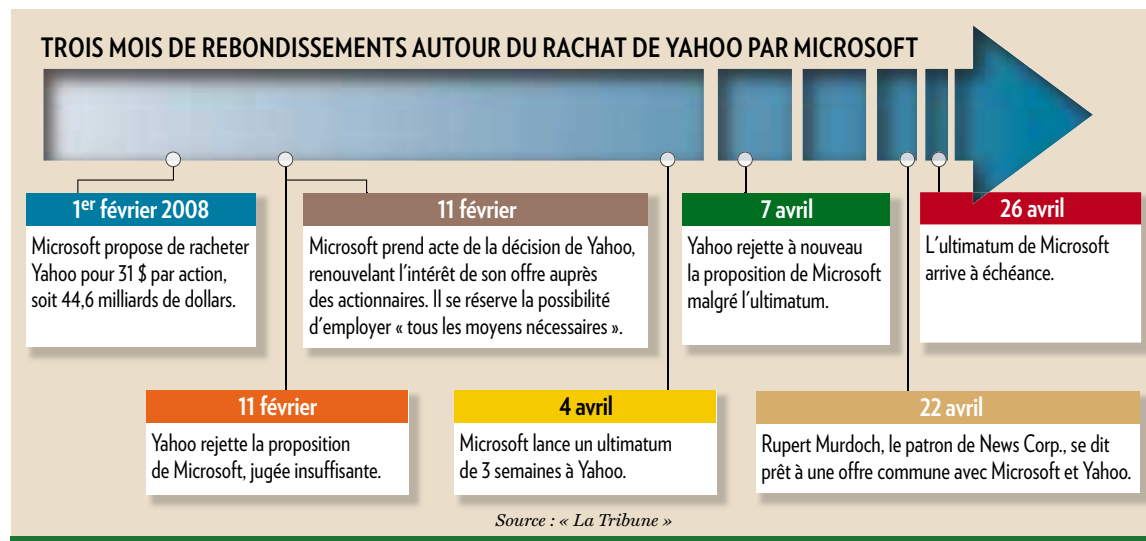 TROIS MOIS DE REBONDISSEMENTS AUTOUR DU RACHAT DE YAHOO PAR MICROSOFT
1er février 2008
Microsoft propose de racheter
Yahoo pour 31 $ par action,
soit 44,6 milliards de dollars.
11 février
Yahoo rejette la proposition
de Microsoft, jugée insuffisante.
11 février
Microsoft prend acte de la décision de Yahoo,
renouvelant l'intérêt de son offre auprès
des actionnaires. Il se réserve la possibilité
d'employer « tous les moyens nécessaires ».
4 avril
Microsoft lance un ultimatum
de 3 semaines à Yahoo.
7 avril
Yahoo rejette à nouveau
la proposition de Microsoft
malgré l'ultimatum.
22 avril
Rupert Murdoch, le patron de News Corp., se dit
prêt à une offre commune avec Microsoft et Yahoo.
26 avril
L'ultimatum de Microsoft
arrive à échéance.
Source : « La Tribune »